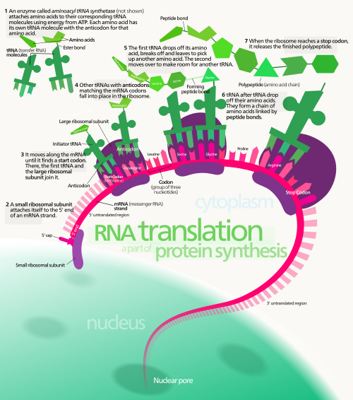 1 An enzyme called aminoacyl tRNA synthetase (not shown)
attaches amino acids to their corresponding tRNA
molecules using energy from ATP. Each amino acid has
its own tRNA molecule with the anticodon for that
amino acid.
Peptide bond
Amino acids
Ester bond
tRNA (transfer RNA)
molecules
5 The first tRNA drops off its amino
acid, breaks off and leaves to pick
up another amino acid. The second
moves over to make room for another tRNA.
7 When the ribosome reaches a stop codon,
it releases the finished polypeptide.
Polypeptide (amino acid chain)
4 Other tRNAs with anticodons
matching the mRNA codons
fall into place in the ribosome.
Forming
peptide bond
6 tRNA after tRNA
drop off their amino acids.
They form a chain of
amino acids linked
by peptide bonds.
Large ribosomal subunit
Initiator tRNA
Anticodon
3 It moves along the mRNA
until it finds a start codon.
There, the first tRNA and
the large ribosomal
subunit join it.
Start Codon
Leucine
Serine
Glycine
Proline
Arginine
Stop Codon
Anticodon
Codon
(group of three
nucleotides)
mRNA (messenger RNA)
strand
2 A small ribosomal subunit
attaches itself to the 5' end
of an mRNA strand.
5' untranslated region
5'cap
Small ribosomal subunit
cytoplasm
RNA translation
a part of protein synthesis
3' untranslated region
nucleus
Nuclear pore